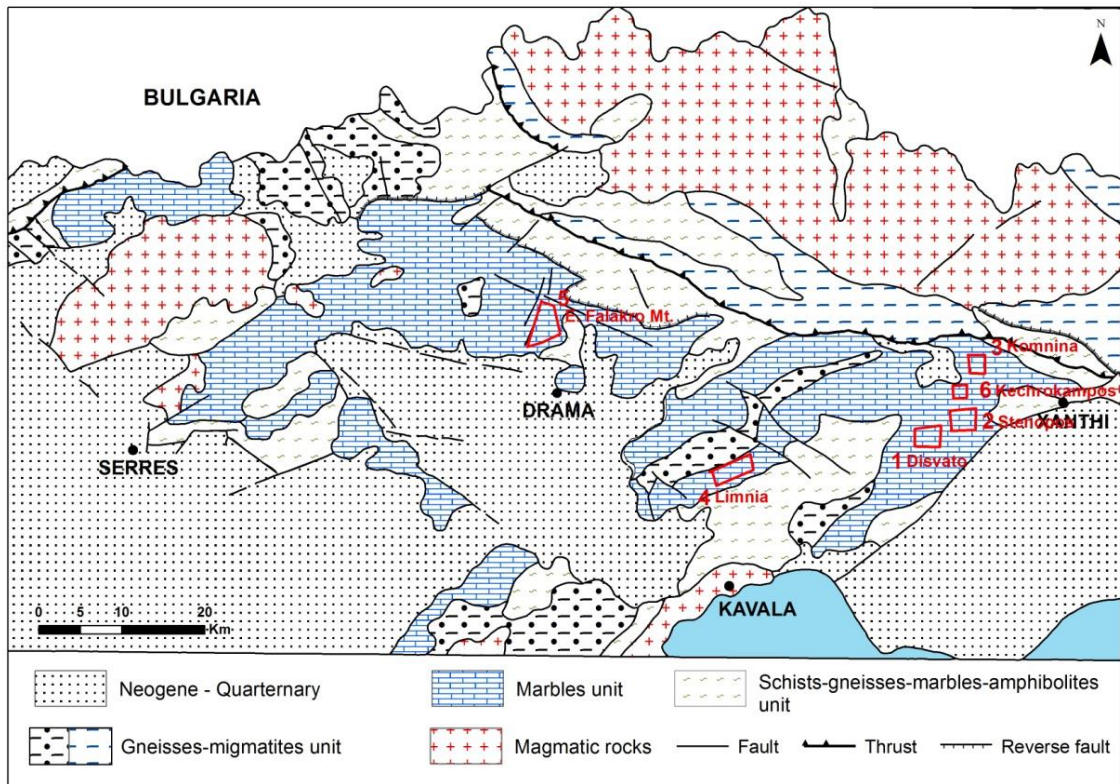 N
BULGARIA
5
E. Falakro Mt.
3 Komnina
DRAMA
6 Kechrokampos
XANTHI
2 Stenopos
SERRES
1 Disvato
4 Limnia
0 10 20
Km
KAVALA
Neogene - Quarternary
Marbles unit
Schists-gneisses-marbles-amphibolites
unit
Gneisses-migmatites unit
Magmatic rocks
Fault
Thrust
Reverse fault